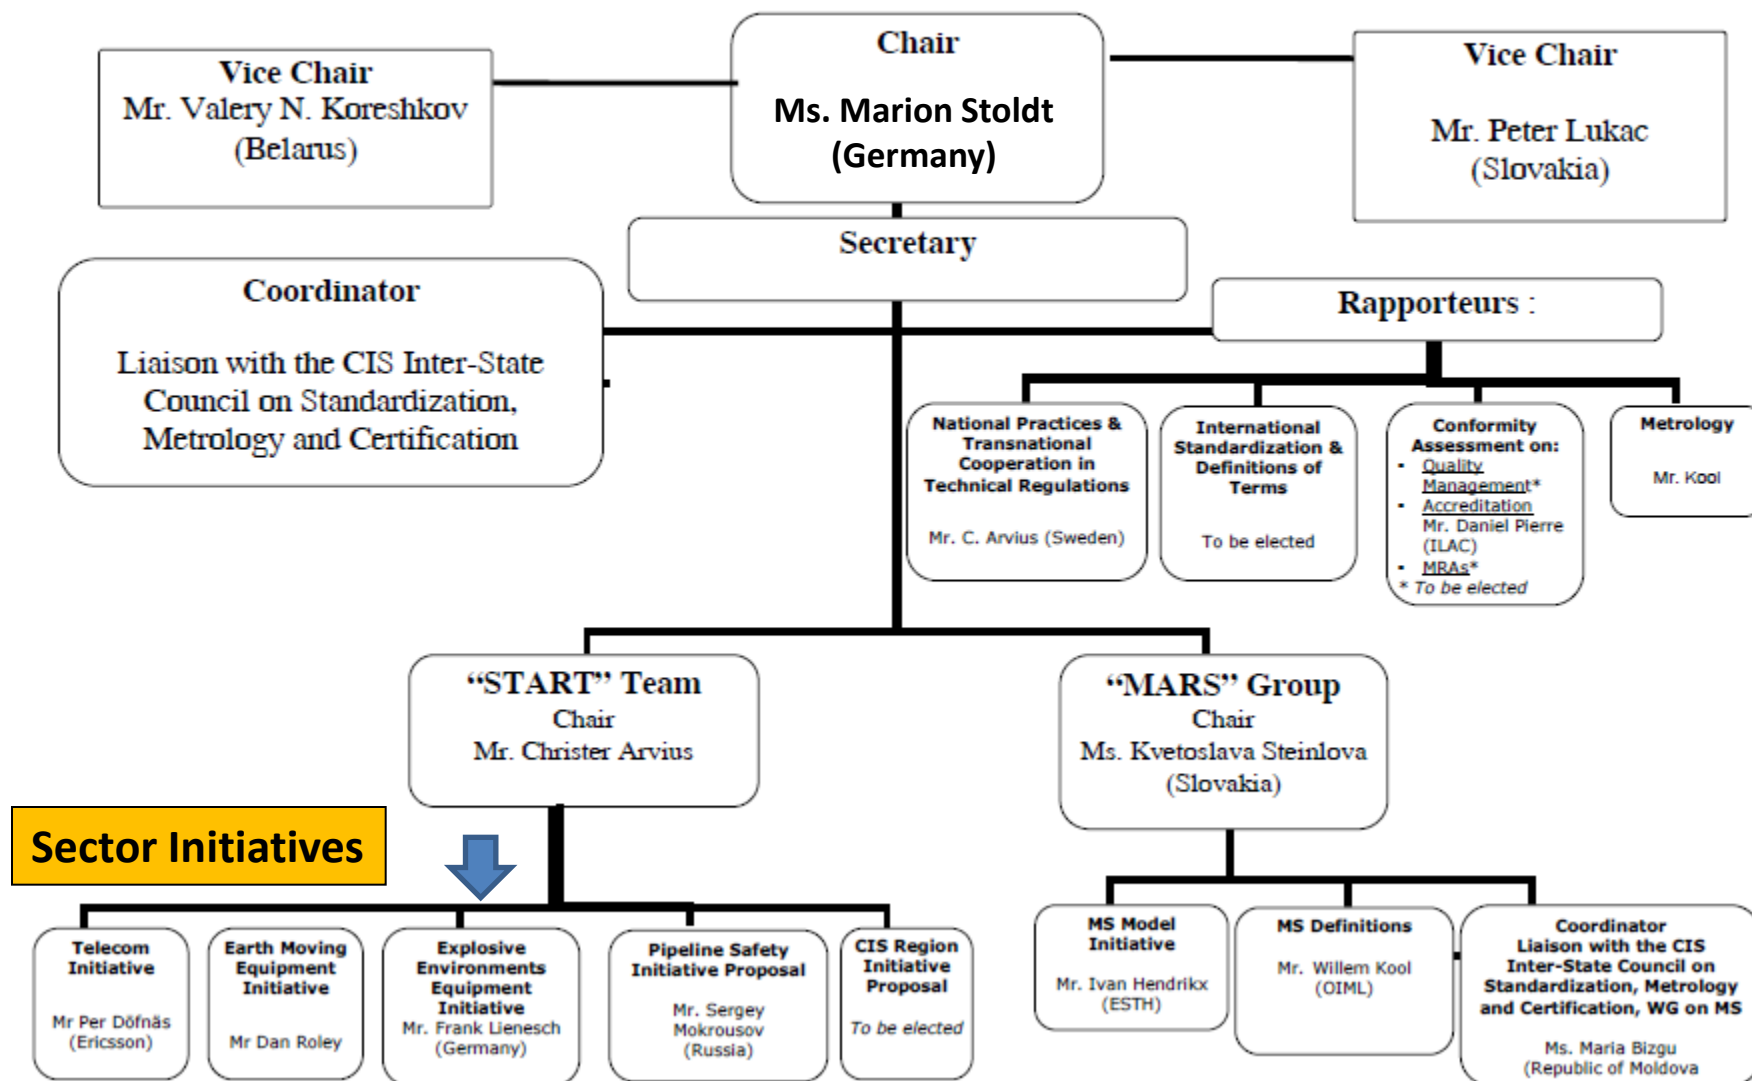 Vice Chair
Mr. Valery N. Koreshkov
(Belarus)
Chair
Ms. Marion Stoldt
(Germany)
Vice Chair
Mr. Peter Lukac
(Slovakia)
Secretary
Coordinator
Liaison with the CIS Inter-State
Council on Standardization,
Metrology and Certification
Rapporteurs :
National Practices &
Transnational
Cooperation in
Technical Regulations
Mr. C. Arvius (Sweden)
International
Standardization &
Definitions of
Terms
To be elected
Conformity
Assessment on:
▪ Quality
Management*
▪ Accreditation
Mr. Daniel Pierre
(ILAC)
▪ MRAs*
* To be elected
Metrology
Mr. Kool
“START” Team
Chair
Mr. Christer Arvius
“MARS” Group
Chair
Ms. Kvetoslava Steinlova
(Slovakia)
Sector Initiatives
Telecom
Initiative
Mr Per Döfnäs
(Ericsson)
Earth Moving
Equipment
Initiative
Mr Dan Roley
Explosive
Environments
Equipment
Initiative
Mr. Frank Lienesch
(Germany)
Pipeline Safety
Initiative Proposal
Mr. Sergey
Mokrousov
(Russia)
CIS Region
Initiative
Proposal
To be elected
MS Model
Initiative
Mr. Ivan Hendrikx
(ESTH)
MS Definitions
Mr. Willem Kool
(OIML)
Coordinator
Liaison with the CIS
Inter-State Council on
Standardization, Metrology
and Certification, WG on MS
Ms. Maria Bizgu
(Republic of Moldova